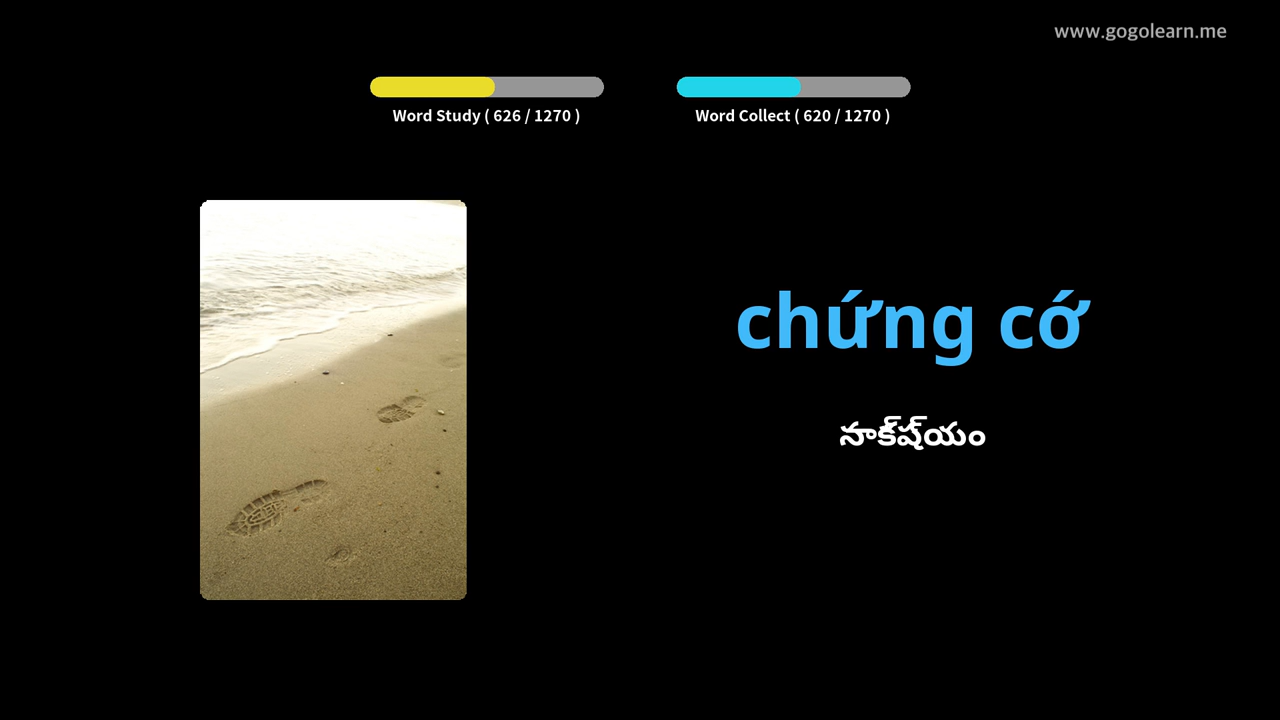 www.gogolearn.me
Word Study ( 626 / 1270 )
Word Collect ( 620 / 1270 )
chứng cớ
సాక్ష్యం